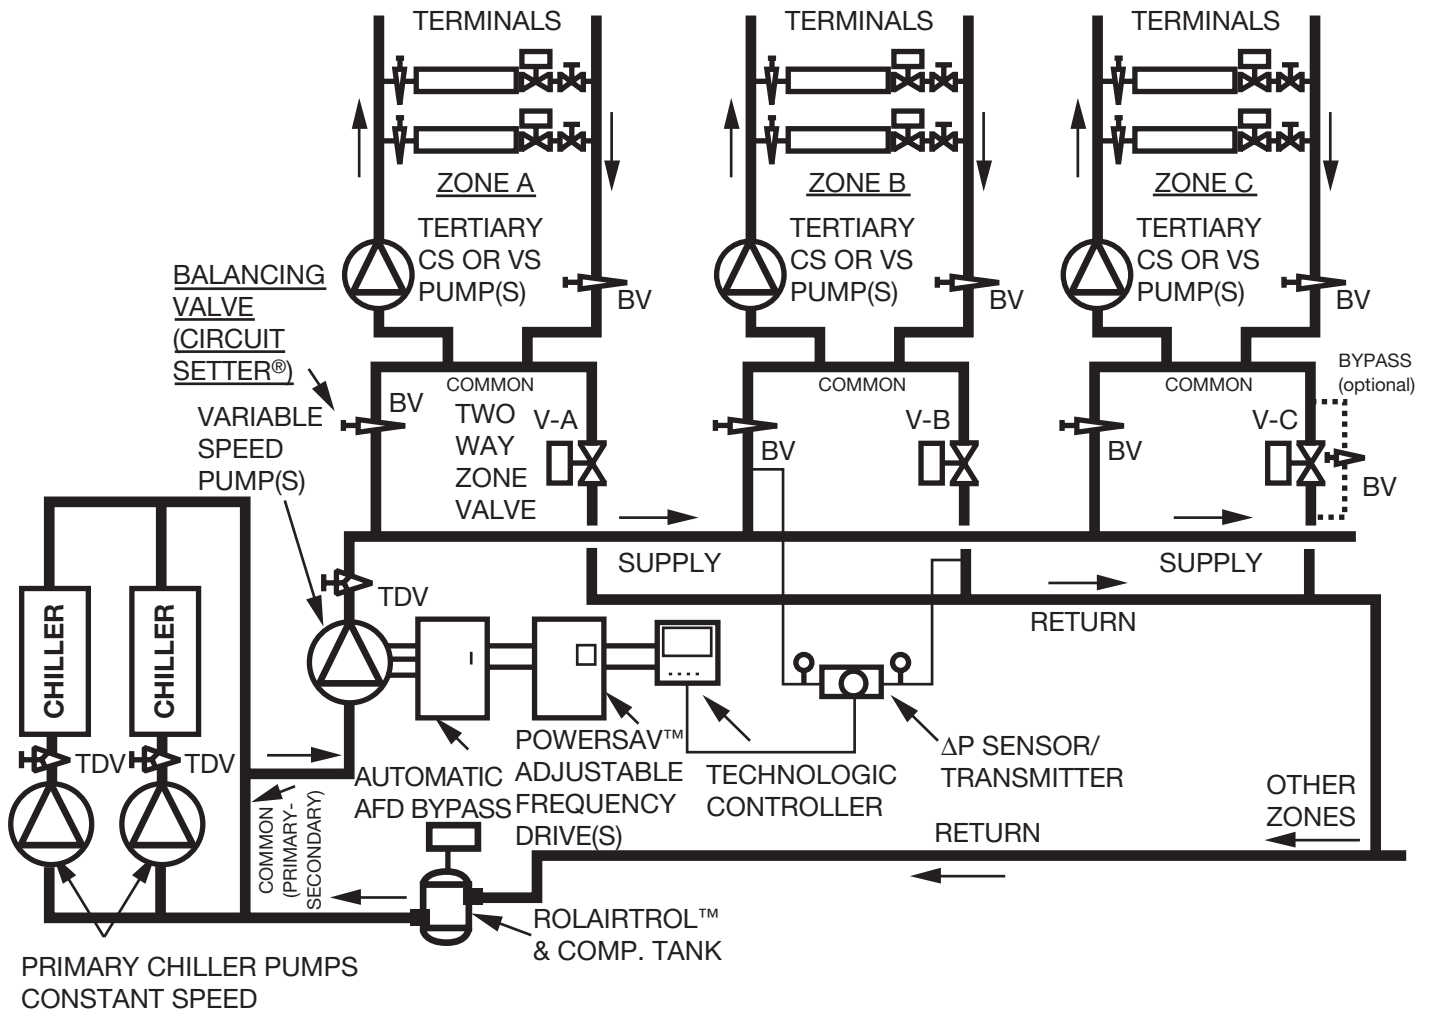 TERMINALS
TERMINALS
TERMINALS
ZONE A
ZONE B
ZONE C
TERTIARY
CS OR VS
PUMP(S)
TERTIARY
CS OR VS
PUMP(S)
TERTIARY
CS OR VS
PUMP(S)
BV
BV
BV
BALANCING
VALVE
(CIRCUIT
SETTER®)
VARIABLE
SPEED
PUMP(S)
BV
COMMON
TWO
WAY
ZONE
VALVE
V-A
COMMON
BV
V-B
COMMON
BV
V-C
BYPASS
(optional)
BV
SUPPLY
SUPPLY
RETURN
TDV
CHILLER
CHILLER
TDV
TDV
COMMON
(PRIMARY-
SECONDARY)
AUTOMATIC
AFD BYPASS
POWERSAV™
ADJUSTABLE
FREQUENCY
DRIVE(S)
TECHNOLOGIC
CONTROLLER
ΔP SENSOR/
TRANSMITTER
OTHER
ZONES
RETURN
ROLAIRTROL™
& COMP. TANK
PRIMARY CHILLER PUMPS
CONSTANT SPEED